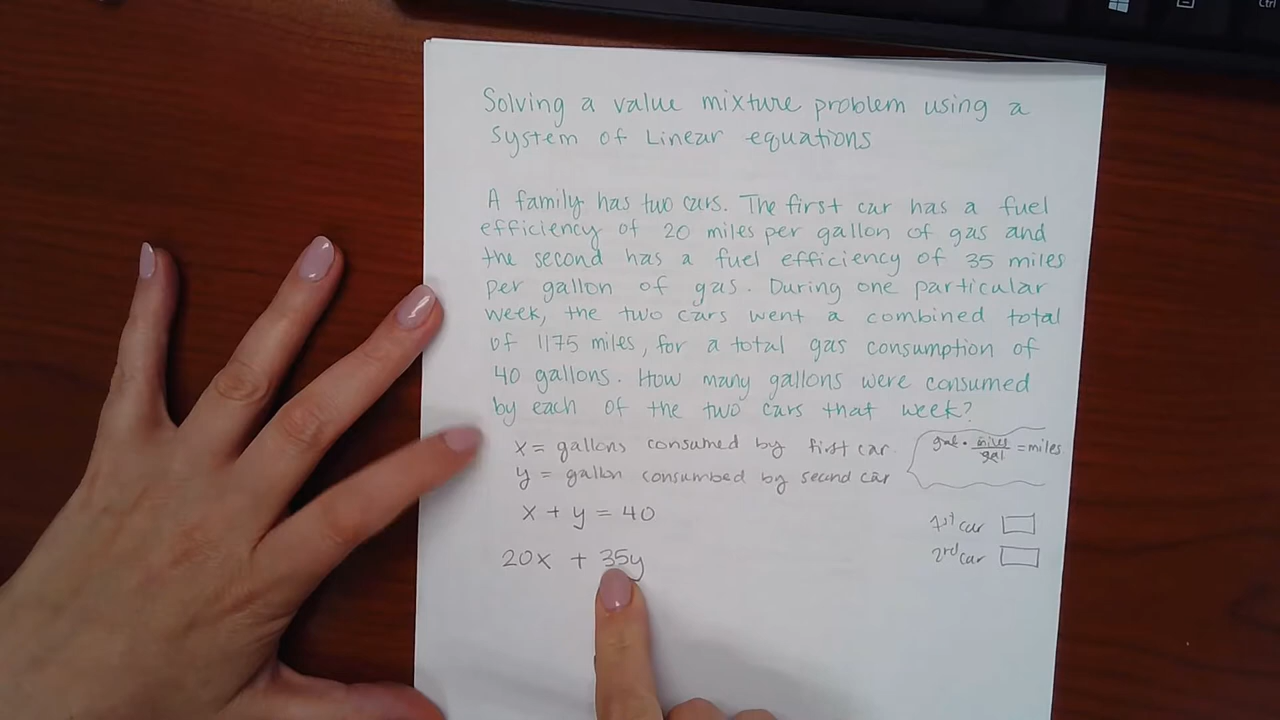 Ctrl
Solving a value mixture problem using a
system of Linear equations
A family has two cars. The first car has a fuel
efficiency of 20 miles per gallon of gas and
the second has a fuel efficiency of 35 miles
per gallon of gas. During one particular
week, the two cars went a combined total
of 1175 miles, for a total gas consumption of
40 gallons. How many gallons were consumed
by each of the two cars that week?
x = gallons consumed by first car
y = gallon consumbed by second car
gal • miles/gal = miles
x + y = 40
20x + 35y
1st car
2rd car